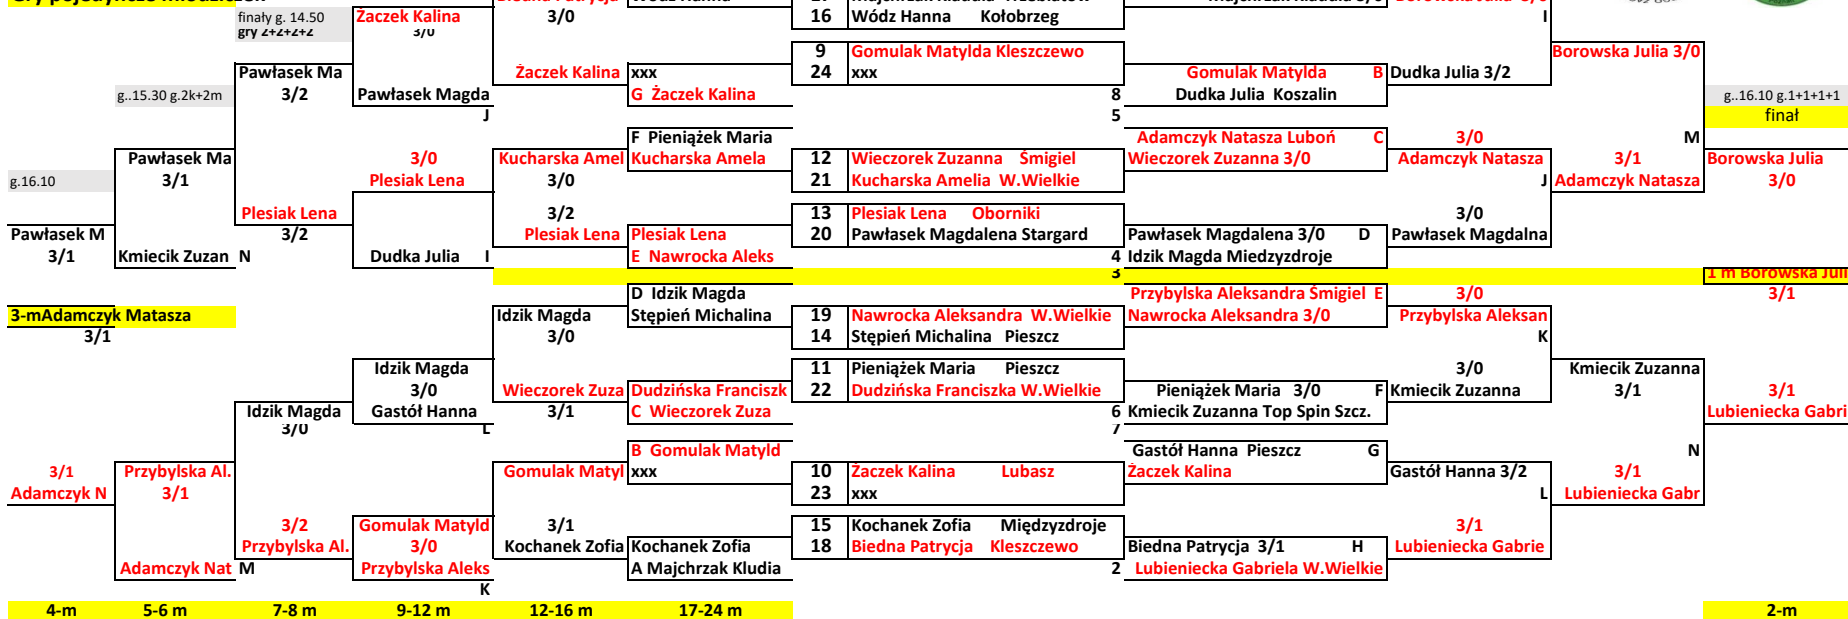 finały g. 14.50 Żaczek Kalina 3/0 16 Wódz Hanna Kołobrzeg I
gry 2+2+2+2 3/0
9 Gomulak Matylda Kleszczewo Borowska Julia 3/0
Pawłasek Ma Żaczek Kalina xxx 24 xxx Gomulak Matylda B Dudka Julia 3/2
g..15.30 g.2k+2m 3/2 Pawłasek Magda G Żaczek Kalina 8 Dudka Julia Koszalin g..16.10 g.1+1+1+1
J 5 finał
F Pieniążek Maria Adamczyk Natasza Luboń C 3/0 M
Pawłasek Ma 3/0 Kucharska Amel Kucharska Amela 12 Wieczorek Zuzanna Śmigiel Wieczorek Zuzanna 3/0 Adamczyk Natasza 3/1 Borowska Julia
g.16.10 3/1 Plesiak Lena 3/0 21 Kucharska Amelia W.Wielkie J Adamczyk Natasza 3/0
Plesiak Lena 3/2 13 Plesiak Lena Oborniki 3/0
Pawłasek M 3/2 Plesiak Lena Plesiak Lena 20 Pawłasek Magdalena Stargard Pawłasek Magdalena 3/0 D Pawłasek Magdalna
3/1 Kmiecik Zuzan N Dudka Julia I E Nawrocka Aleks 4 Idzik Magda Miedzyzdroje
3 1 m Borowska Juli
D Idzik Magda Przybylska Aleksandra Śmigiel E 3/0 3/1
3-mAdamczyk Matasza Idzik Magda Stępień Michalina 19 Nawrocka Aleksandra W.Wielkie Nawrocka Aleksandra 3/0 Przybylska Aleksan
3/1 3/0 14 Stępień Michalina Pieszcz K
Idzik Magda 11 Pieniążek Maria Pieszcz 3/0 Kmiecik Zuzanna
3/0 Wieczorek Zuza Dudzińska Franciszk 22 Dudzińska Franciszka W.Wielkie Pieniążek Maria 3/0 F Kmiecik Zuzanna 3/1 3/1
Idzik Magda Gastół Hanna 3/1 C Wieczorek Zuza 6 Kmiecik Zuzanna Top Spin Szcz. Lubieniecka Gabri
3/0 L 7
B Gomulak Matyld Gastół Hanna Pieszcz G N
3/1 Przybylska Al. Gomulak Matyl xxx 10 Żaczek Kalina Lubasz Żaczek Kalina Gastół Hanna 3/2 3/1
Adamczyk N 3/1 23 xxx L Lubieniecka Gabr
3/2 Gomulak Matyld 3/1 15 Kochanek Zofia Międzyzdroje 3/1
Przybylska Al. 3/0 Kochanek Zofia Kochanek Zofia 18 Biedna Patrycja Kleszczewo Biedna Patrycja 3/1 H Lubieniecka Gabrie
Adamczyk Nat M Przybylska Aleks A Majchrzak Kludia 2 Lubieniecka Gabriela W.Wielkie
K
4-m 5-6 m 7-8 m 9-12 m 12-16 m 17-24 m 2-m